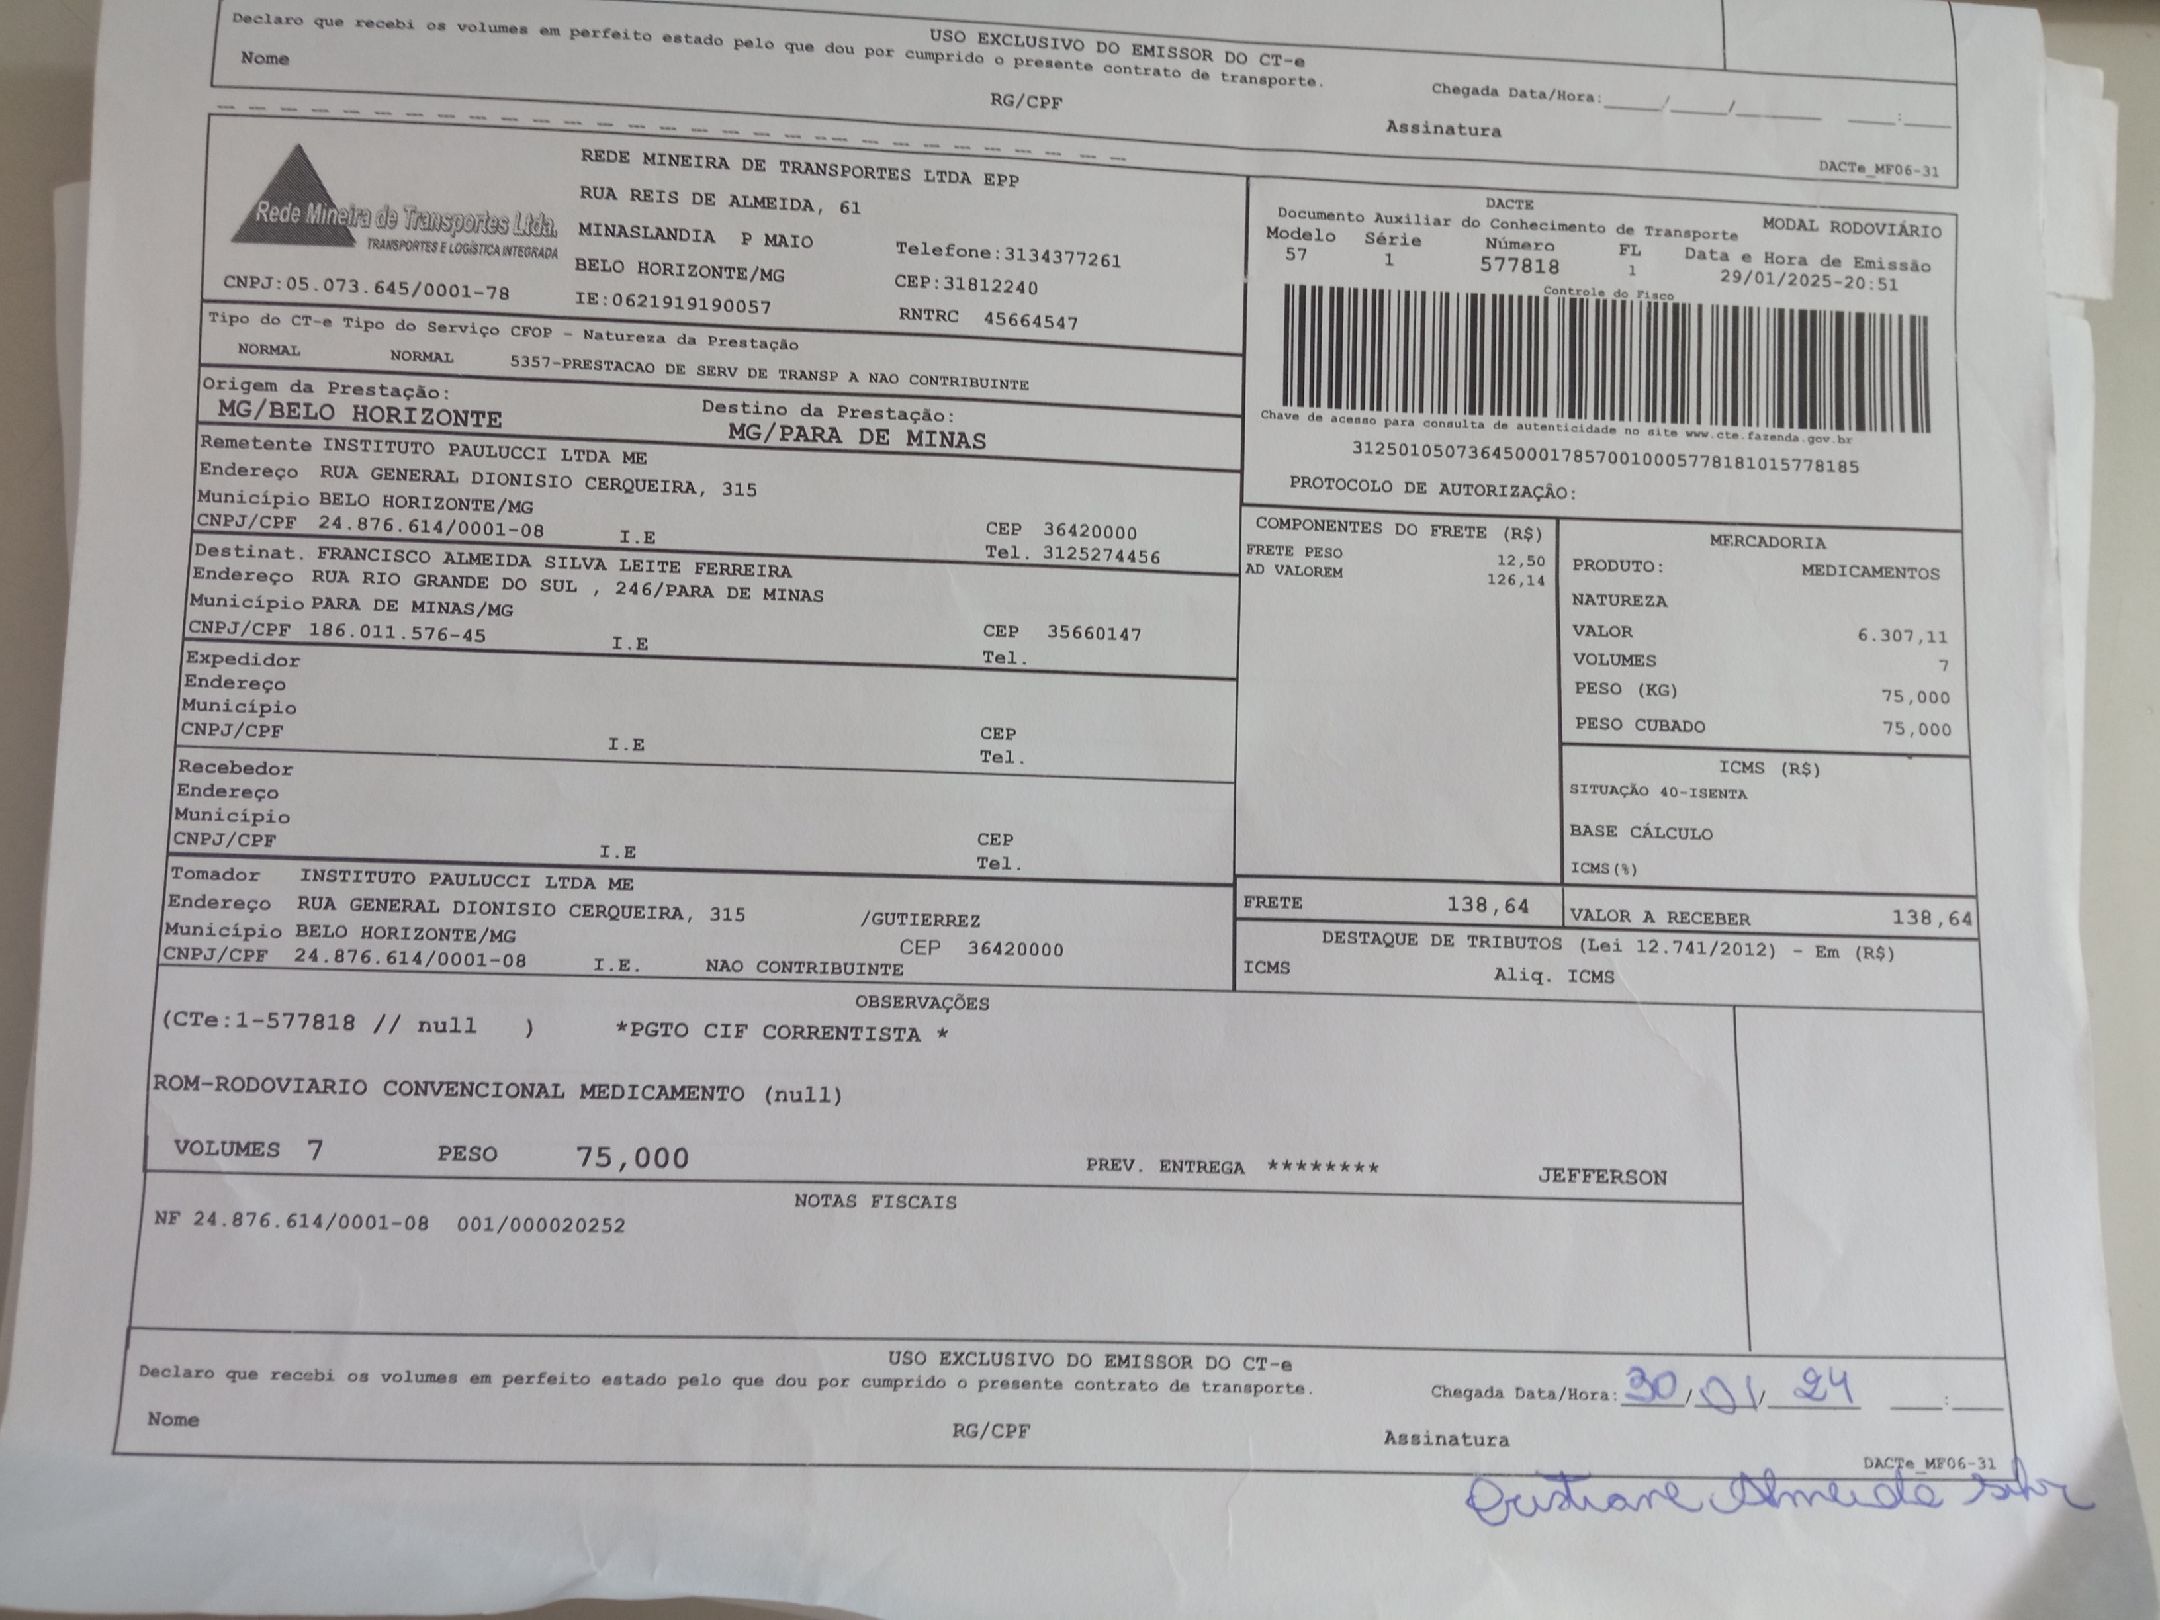 USO EXCLUSIVO DO EMISSOR DO CT-e
Declaro que recebi os volumes em perfeito estado pelo que dou por cumprido o presente contrato de transporte.
Nome RG/CPF Assinatura Chegada Data/Hora:_____/_____/_______ ____:____
DACTe_MF06-31
Rede Mineira de Transportes Ltda.
TRANSPORTES E LOGÍSTICA INTEGRADA
CNPJ:05.073.645/0001-78
REDE MINEIRA DE TRANSPORTES LTDA EPP
RUA REIS DE ALMEIDA, 61
MINASLANDIA P MAIO Telefone:3134377261
BELO HORIZONTE/MG CEP:31812240
IE:0621919190057 RNTRC 45664547
DACTE
Documento Auxiliar do Conhecimento de Transporte MODAL RODOVIÁRIO
Modelo Série Número FL Data e Hora de Emissão
57 1 577818 1 29/01/2025-20:51
Controle do Fisco
Chave de acesso para consulta de autenticidade no site www.cte.fazenda.gov.br
31250105073645000178570010005778181015778185
PROTOCOLO DE AUTORIZAÇÃO:
Tipo do CT-e Tipo do Serviço CFOP - Natureza da Prestação
NORMAL NORMAL 5357-PRESTACAO DE SERV DE TRANSP A NAO CONTRIBUINTE
Origem da Prestação: Destino da Prestação:
MG/BELO HORIZONTE MG/PARA DE MINAS
Remetente INSTITUTO PAULUCCI LTDA ME
Endereço RUA GENERAL DIONISIO CERQUEIRA, 315
Município BELO HORIZONTE/MG CEP 36420000
CNPJ/CPF 24.876.614/0001-08 I.E Tel. 3125274456
Destinat. FRANCISCO ALMEIDA SILVA LEITE FERREIRA
Endereço RUA RIO GRANDE DO SUL , 246/PARA DE MINAS
Município PARA DE MINAS/MG CEP 35660147
CNPJ/CPF 186.011.576-45 I.E Tel.
Expedidor
Endereço
Município CEP
CNPJ/CPF I.E Tel.
Recebedor
Endereço
Município CEP
CNPJ/CPF I.E Tel.
Tomador INSTITUTO PAULUCCI LTDA ME
Endereço RUA GENERAL DIONISIO CERQUEIRA, 315 /GUTIERREZ
Município BELO HORIZONTE/MG CEP 36420000
CNPJ/CPF 24.876.614/0001-08 I.E. NAO CONTRIBUINTE
COMPONENTES DO FRETE (R$)
FRETE PESO 12,50
AD VALOREM 126,14
MERCADORIA
PRODUTO: MEDICAMENTOS
NATUREZA
VALOR 6.307,11
VOLUMES 7
PESO (KG) 75,000
PESO CUBADO 75,000
ICMS (R$)
SITUAÇÃO 40-ISENTA
BASE CÁLCULO
ICMS(%)
FRETE 138,64 VALOR A RECEBER 138,64
DESTAQUE DE TRIBUTOS (Lei 12.741/2012) - Em (R$)
ICMS Aliq. ICMS
OBSERVAÇÕES
(CTe:1-577818 // null ) *PGTO CIF CORRENTISTA *
ROM-RODOVIARIO CONVENCIONAL MEDICAMENTO (null)
VOLUMES 7 PESO 75,000 PREV. ENTREGA ******** JEFFERSON
NOTAS FISCAIS
NF 24.876.614/0001-08 001/000020252
USO EXCLUSIVO DO EMISSOR DO CT-e
Declaro que recebi os volumes em perfeito estado pelo que dou por cumprido o presente contrato de transporte.
Chegada Data/Hora: 30/01/24 ____:____
Nome RG/CPF Assinatura
DACTe_MF06-31
Cristiane Almeida Silva